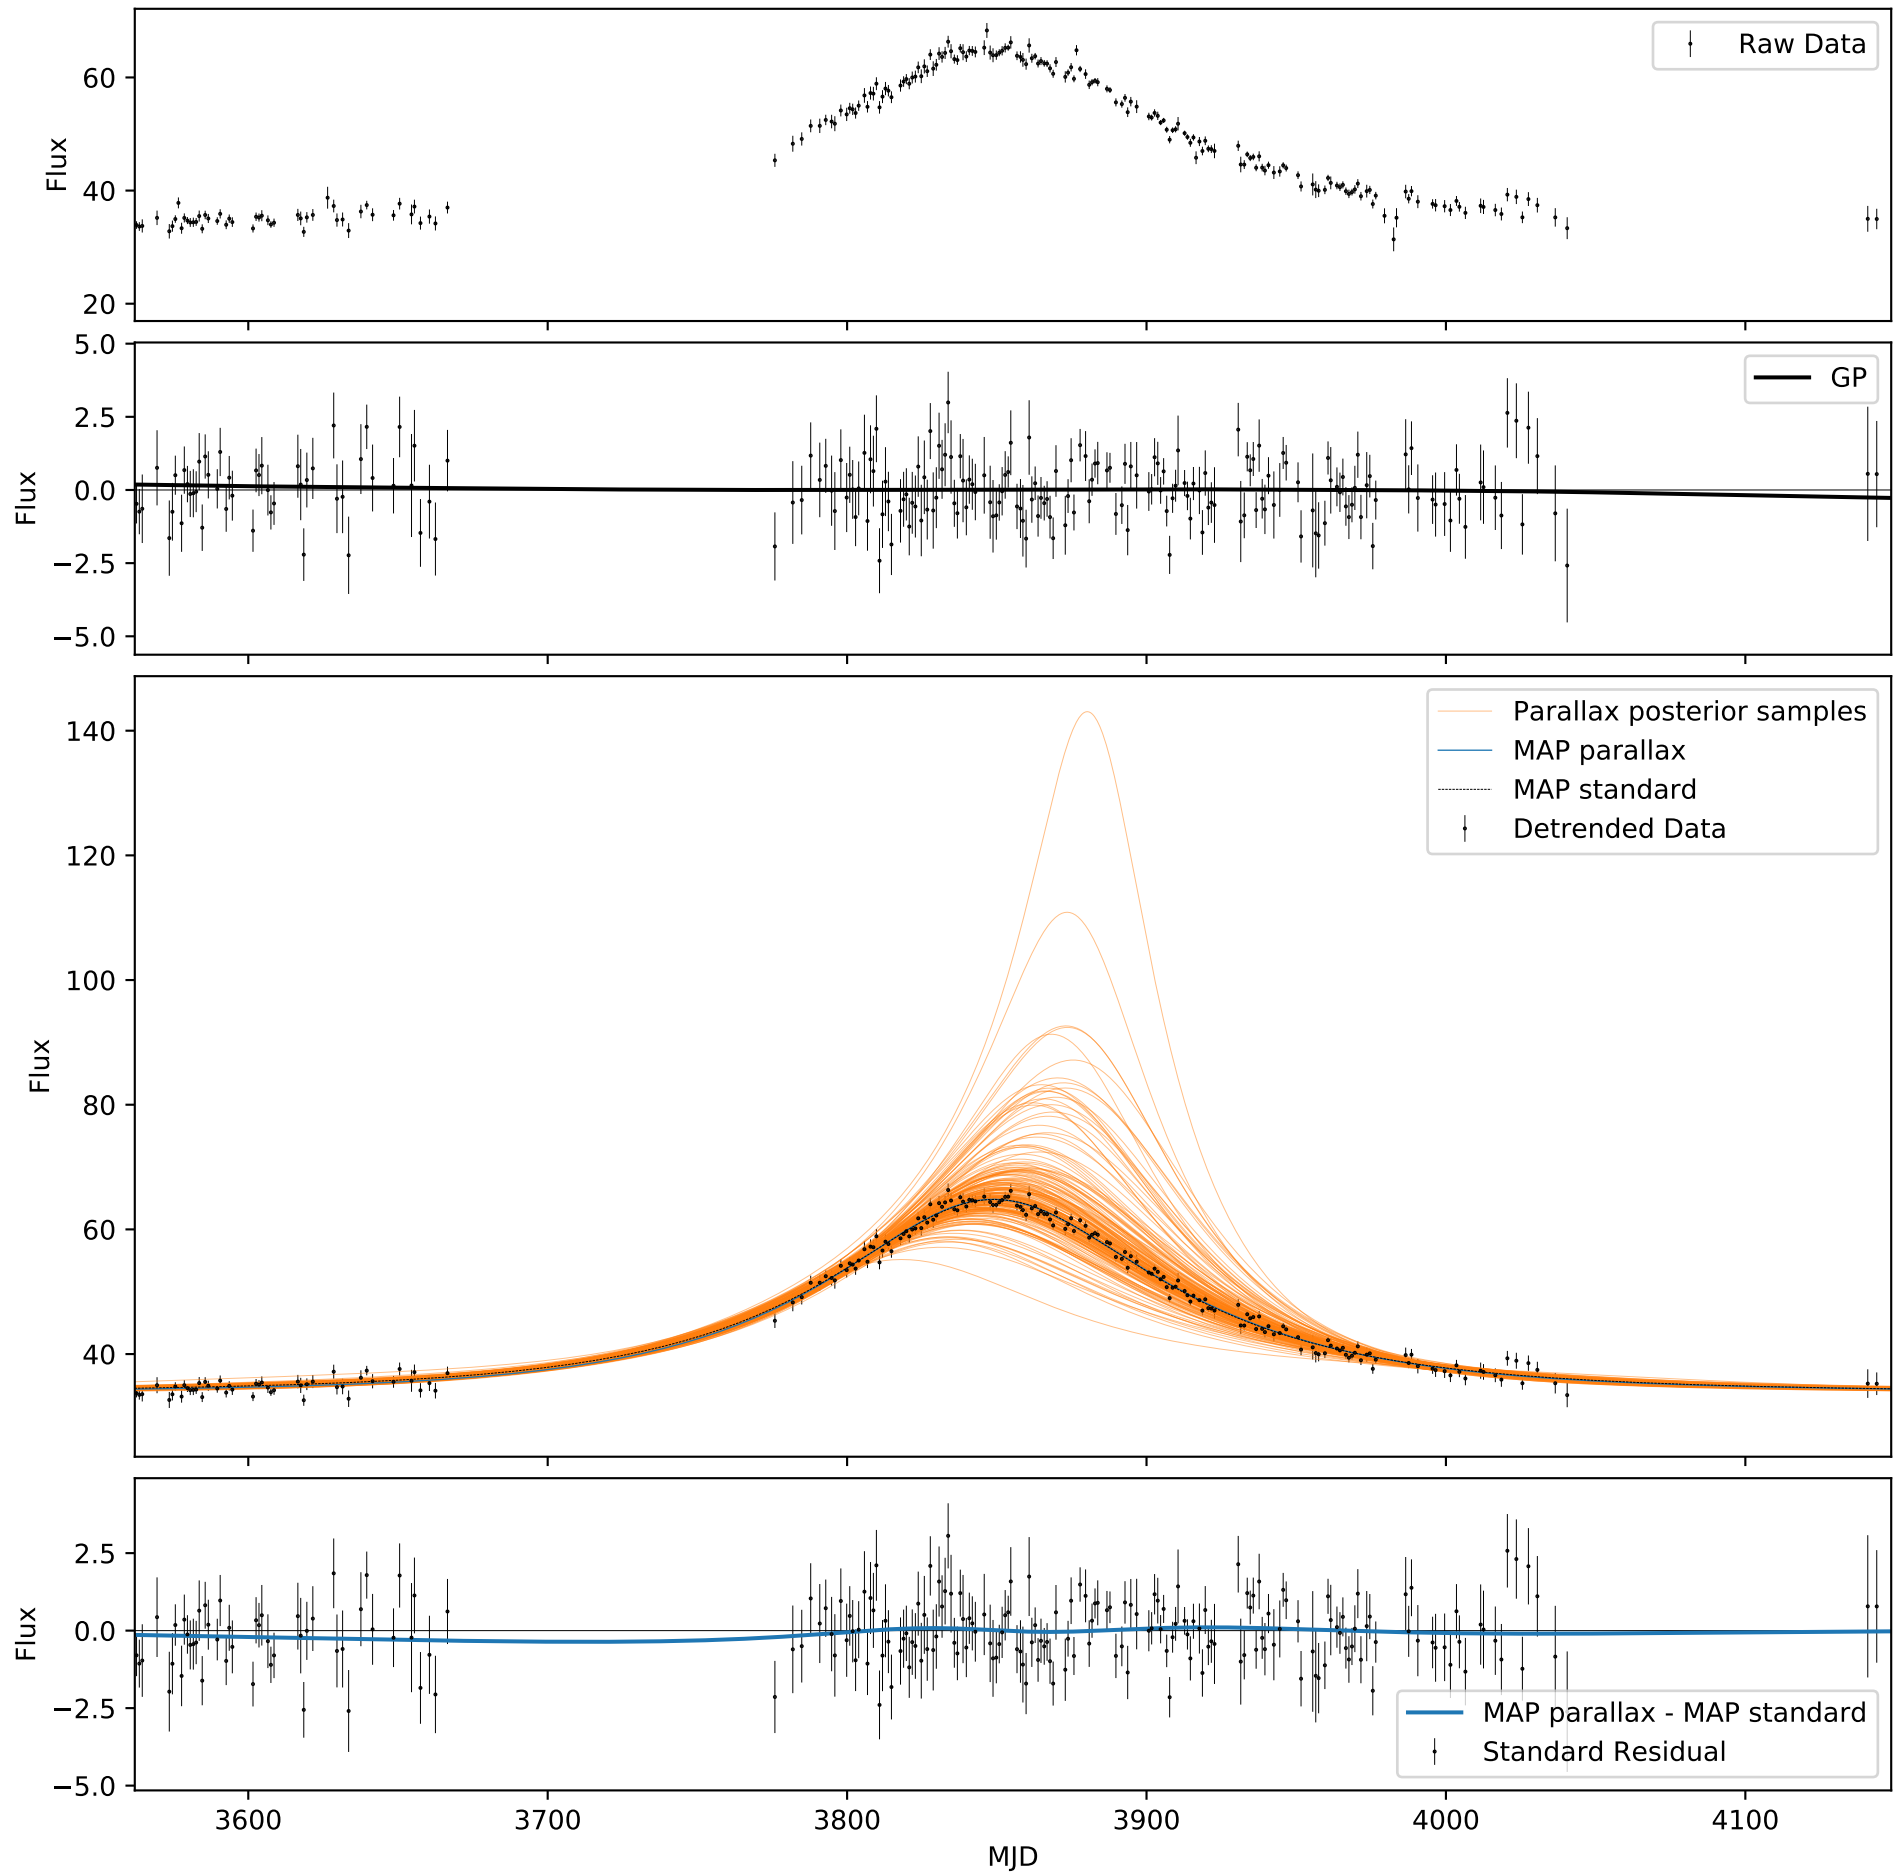 Flux
60
40
20
Raw Data
Flux
5.0
2.5
0.0
−2.5
−5.0
GP
Flux
140
120
100
80
60
40
Parallax posterior samples
MAP parallax
MAP standard
Detrended Data
Flux
2.5
0.0
−2.5
−5.0
MAP parallax - MAP standard
Standard Residual
3600 3700 3800 3900 4000 4100
MJD